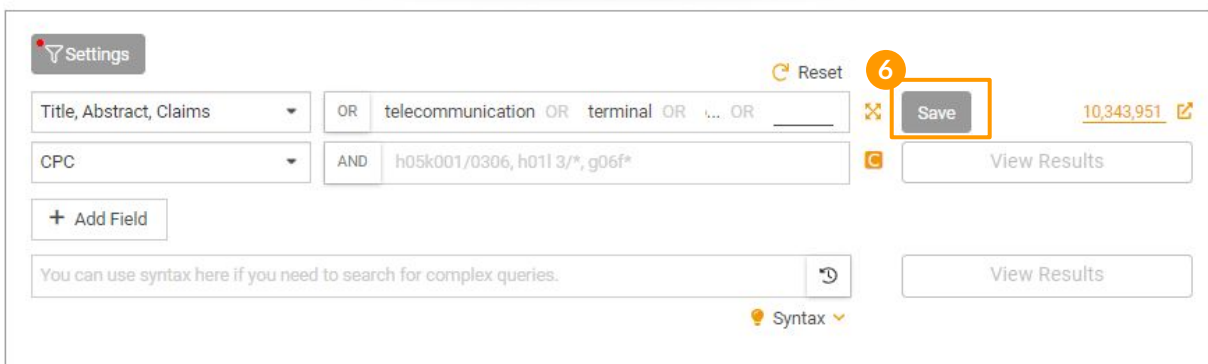 Settings
Reset 6
Title, Abstract, Claims OR telecommunication OR terminal OR ... OR Save 10,343,951
CPC AND h05k001/0306, h01l 3/*, g06f* C View Results
+ Add Field
You can use syntax here if you need to search for complex queries. View Results
Syntax